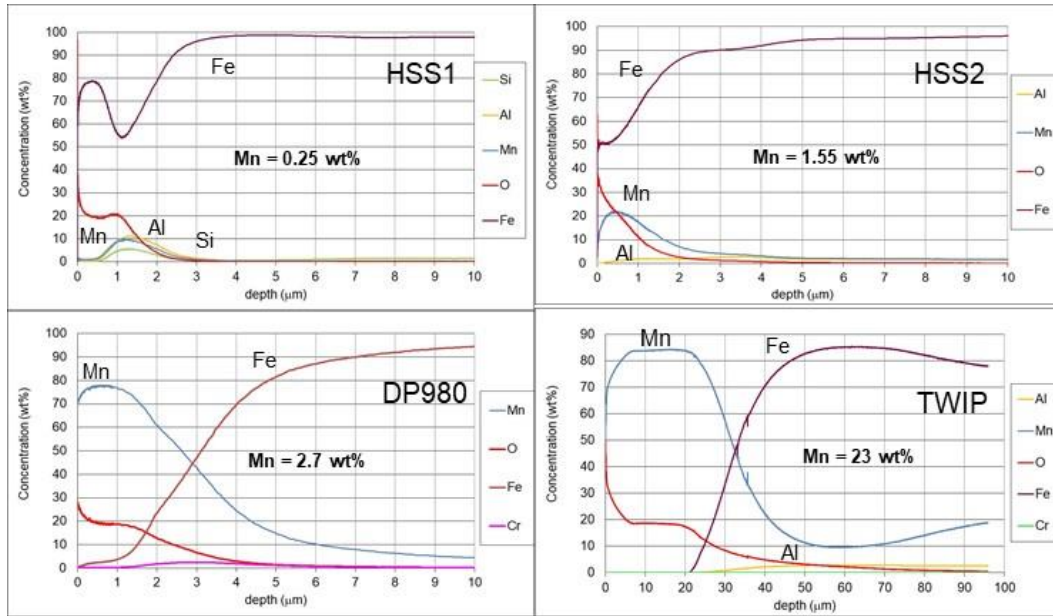 HSS1
Concentration (wt%)
100
90
80
70
60
50
40
30
20
10
0
Fe
Mn = 0.25 wt%
Mn
Al
Si
0 1 2 3 4 5 6 7 8 9 10
depth (µm)
Si
Al
Mn
O
Fe
HSS2
Concentration (wt%)
100
90
80
70
60
50
40
30
20
10
0
Fe
Mn = 1.55 wt%
Mn
Al
0 1 2 3 4 5 6 7 8 9 10
depth (µm)
Al
Mn
O
Fe
DP980
Concentration (wt%)
100
90
80
70
60
50
40
30
20
10
0
Mn
Fe
Mn = 2.7 wt%
0 1 2 3 4 5 6 7 8 9 10
depth (µm)
Mn
O
Fe
Cr
TWIP
Concentration (wt%)
90
80
70
60
50
40
30
20
10
0
Mn
Fe
Mn = 23 wt%
Al
0 10 20 30 40 50 60 70 80 90 100
depth (µm)
Al
Mn
O
Fe
Cr